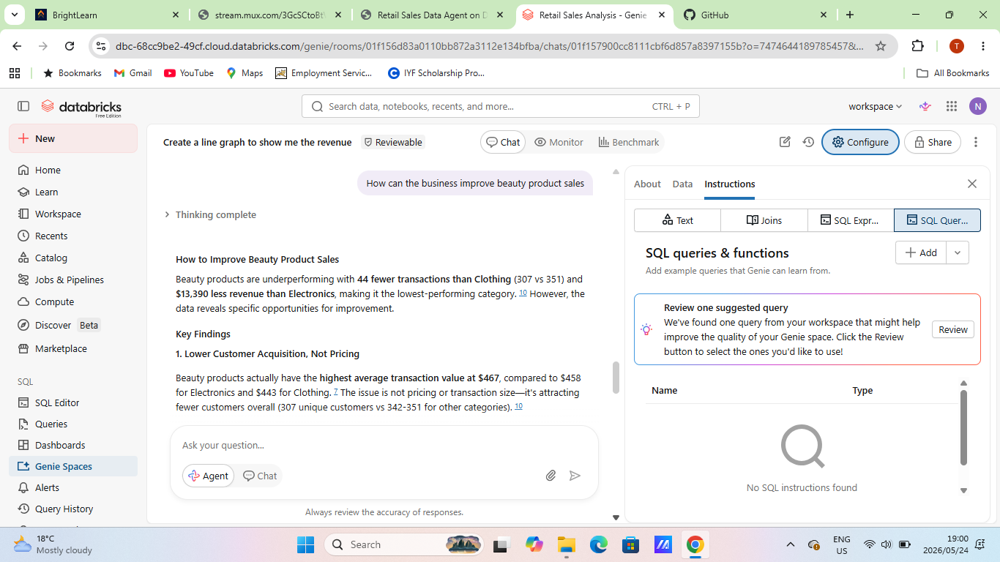 BrightLearn
stream.mux.com/3GcSCtoBt
Retail Sales Data Agent on D
Retail Sales Analysis - Genie
GitHub
dbc-68cc9be2-49cf.cloud.databricks.com/genie/rooms/01f156d83a0110bb872a3112e134bfba/chats/01f157900cc8111cbf6d857a8397155b?o=7474644189785457&...
T
Bookmarks
Gmail
YouTube
Maps
Employment Servic...
IYF Scholarship Pro...
All Bookmarks
databricks
Free Edition
Search data, notebooks, recents, and more...
CTRL + P
workspace
N
New
Home
Learn
Workspace
Recents
Catalog
Jobs & Pipelines
Compute
Discover Beta
Marketplace
SQL
SQL Editor
Queries
Dashboards
Genie Spaces
Alerts
Query History
Create a line graph to show me the revenue
Reviewable
Chat
Monitor
Benchmark
Configure
Share
How can the business improve beauty product sales
Thinking complete
How to Improve Beauty Product Sales
Beauty products are underperforming with 44 fewer transactions than Clothing (307 vs 351) and
$13,390 less revenue than Electronics, making it the lowest-performing category. 10 However, the
data reveals specific opportunities for improvement.
Key Findings
1. Lower Customer Acquisition, Not Pricing
Beauty products actually have the highest average transaction value at $467, compared to $458
for Electronics and $443 for Clothing. 7 The issue is not pricing or transaction size—it's attracting
fewer customers overall (307 unique customers vs 342-351 for other categories). 10
Ask your question...
Agent
Chat
Always review the accuracy of responses.
About
Data
Instructions
Text
Joins
SQL Expr...
SQL Quer...
SQL queries & functions
Add
Add example queries that Genie can learn from.
Review one suggested query
We've found one query from your workspace that might help
improve the quality of your Genie space. Click the Review
button to select the ones you'd like to use!
Review
Name
Type
No SQL instructions found
18°C
Mostly cloudy
Search
ENG
US
19:00
2026/05/24